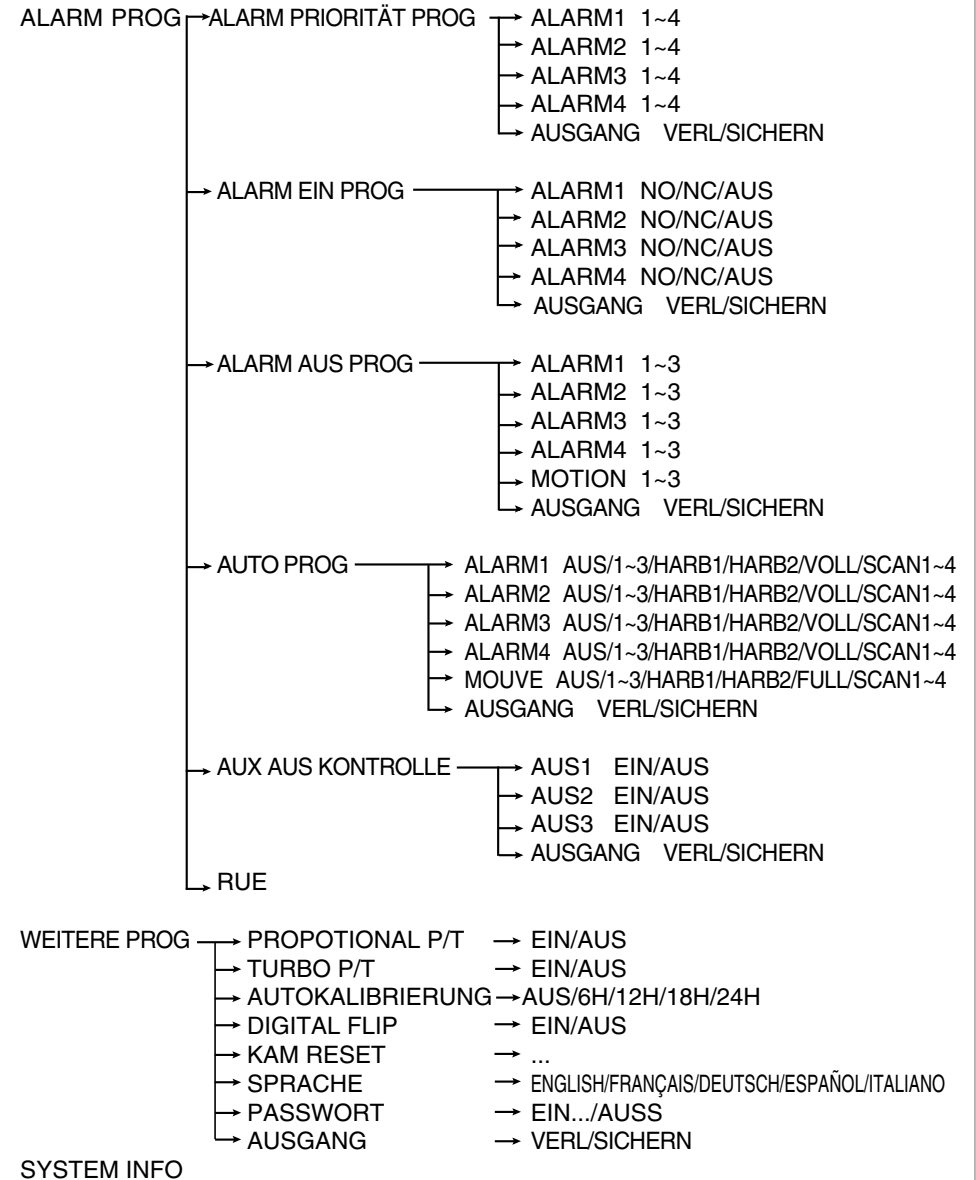 ALARM PROG ALARM PRIORITÄT PROG ALARM1 1~4
ALARM2 1~4
ALARM3 1~4
ALARM4 1~4
AUSGANG VERL/SICHERN
ALARM EIN PROG ALARM1 NO/NC/AUS
ALARM2 NO/NC/AUS
ALARM3 NO/NC/AUS
ALARM4 NO/NC/AUS
AUSGANG VERL/SICHERN
ALARM AUS PROG ALARM1 1~3
ALARM2 1~3
ALARM3 1~3
ALARM4 1~3
MOTION 1~3
AUSGANG VERL/SICHERN
AUTO PROG ALARM1 AUS/1~3/HARB1/HARB2/VOLL/SCAN1~4
ALARM2 AUS/1~3/HARB1/HARB2/VOLL/SCAN1~4
ALARM3 AUS/1~3/HARB1/HARB2/VOLL/SCAN1~4
ALARM4 AUS/1~3/HARB1/HARB2/VOLL/SCAN1~4
MOUVE AUS/1~3/HARB1/HARB2/FULL/SCAN1~4
AUSGANG VERL/SICHERN
AUX AUS KONTROLLE AUS1 EIN/AUS
AUS2 EIN/AUS
AUS3 EIN/AUS
AUSGANG VERL/SICHERN
RUE
WEITERE PROG PROPOTIONAL P/T EIN/AUS
TURBO P/T EIN/AUS
AUTOKALIBRIERUNG AUS/6H/12H/18H/24H
DIGITAL FLIP EIN/AUS
KAM RESET ...
SPRACHE ENGLISH/FRANÇAIS/DEUTSCH/ESPAÑOL/ITALIANO
PASSWORT EIN.../AUSS
AUSGANG VERL/SICHERN
SYSTEM INFO